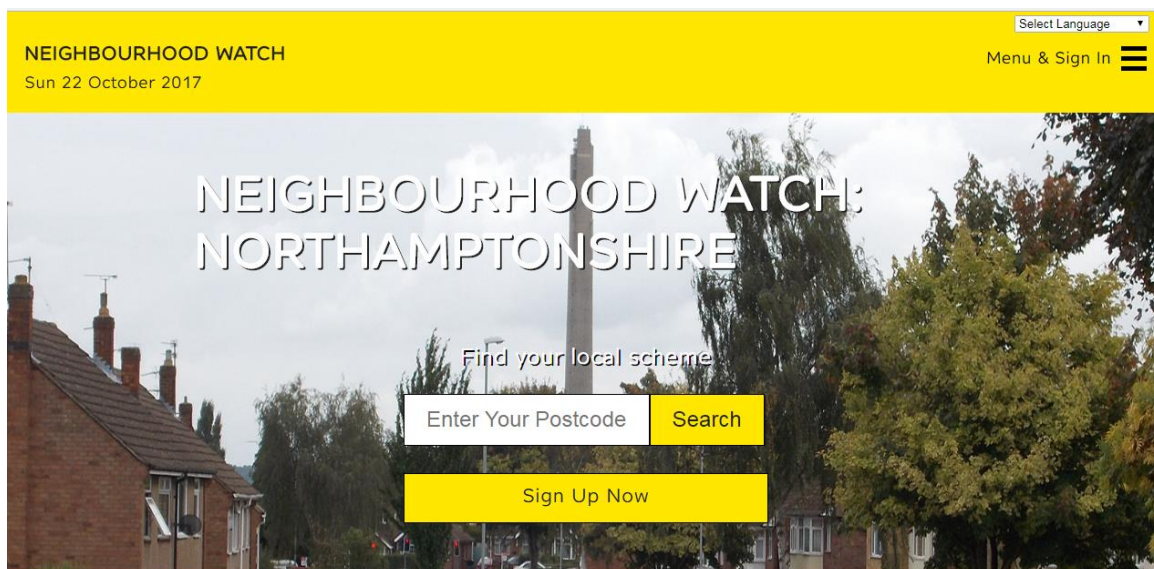 Select Language
NEIGHBOURHOOD WATCH
Sun 22 October 2017
Menu & Sign In
NEIGHBOURHOOD WATCH:
NORTHAMPTONSHIRE
Find your local scheme
Enter Your Postcode
Search
Sign Up Now